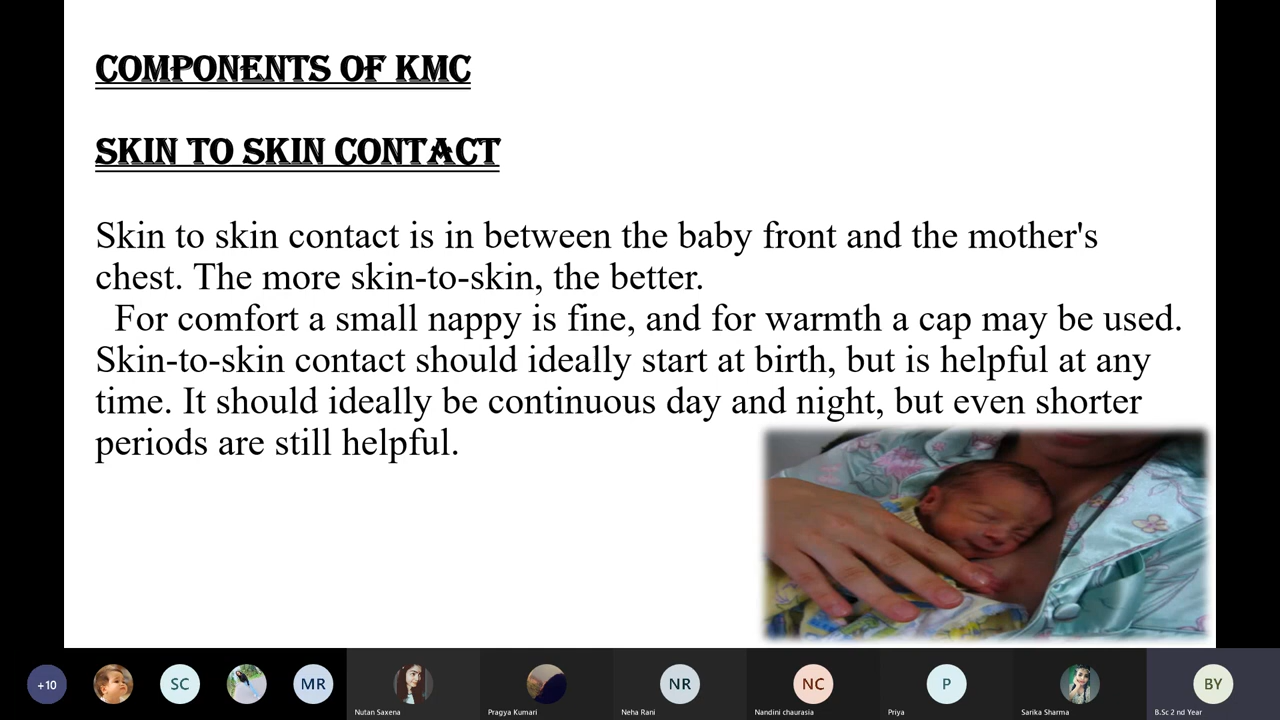 COMPONENTS OF KMC
SKIN TO SKIN CONTACT
Skin to skin contact is in between the baby front and the mother's
chest. The more skin-to-skin, the better.
For comfort a small nappy is fine, and for warmth a cap may be used.
Skin-to-skin contact should ideally start at birth, but is helpful at any
time. It should ideally be continuous day and night, but even shorter
periods are still helpful.
+10
SC
MR
NR
NC
P
BY
Nutan Saxena
Pragya Kumari
Neha Rani
Nandini chaurasia
Priya
Sarika Sharma
B.Sc 2 nd Year